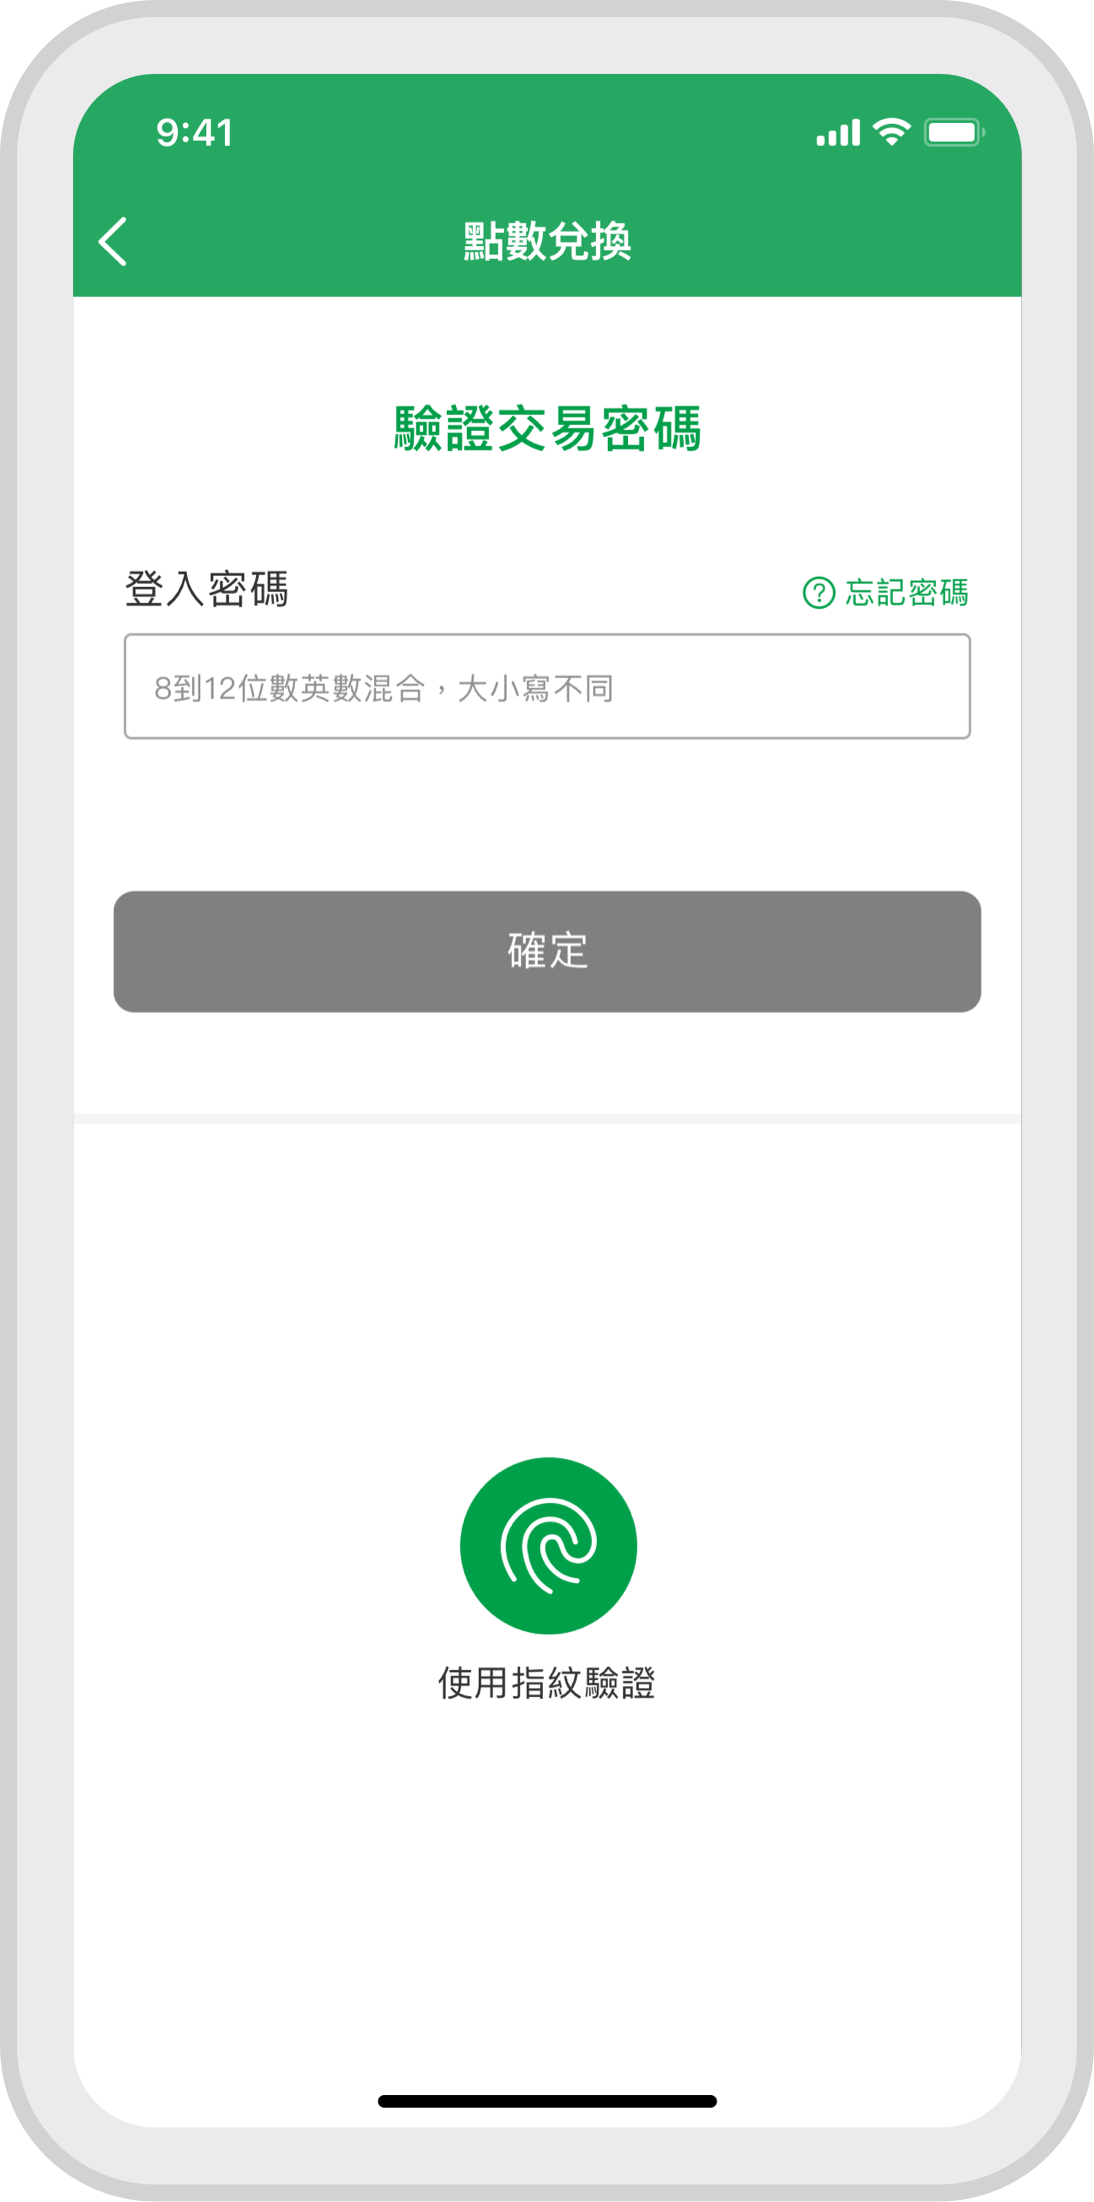 9:41
點數兌換
驗證交易密碼
登入密碼
? 忘記密碼
8到12位數英數混合，大小寫不同
確定
使用指紋驗證